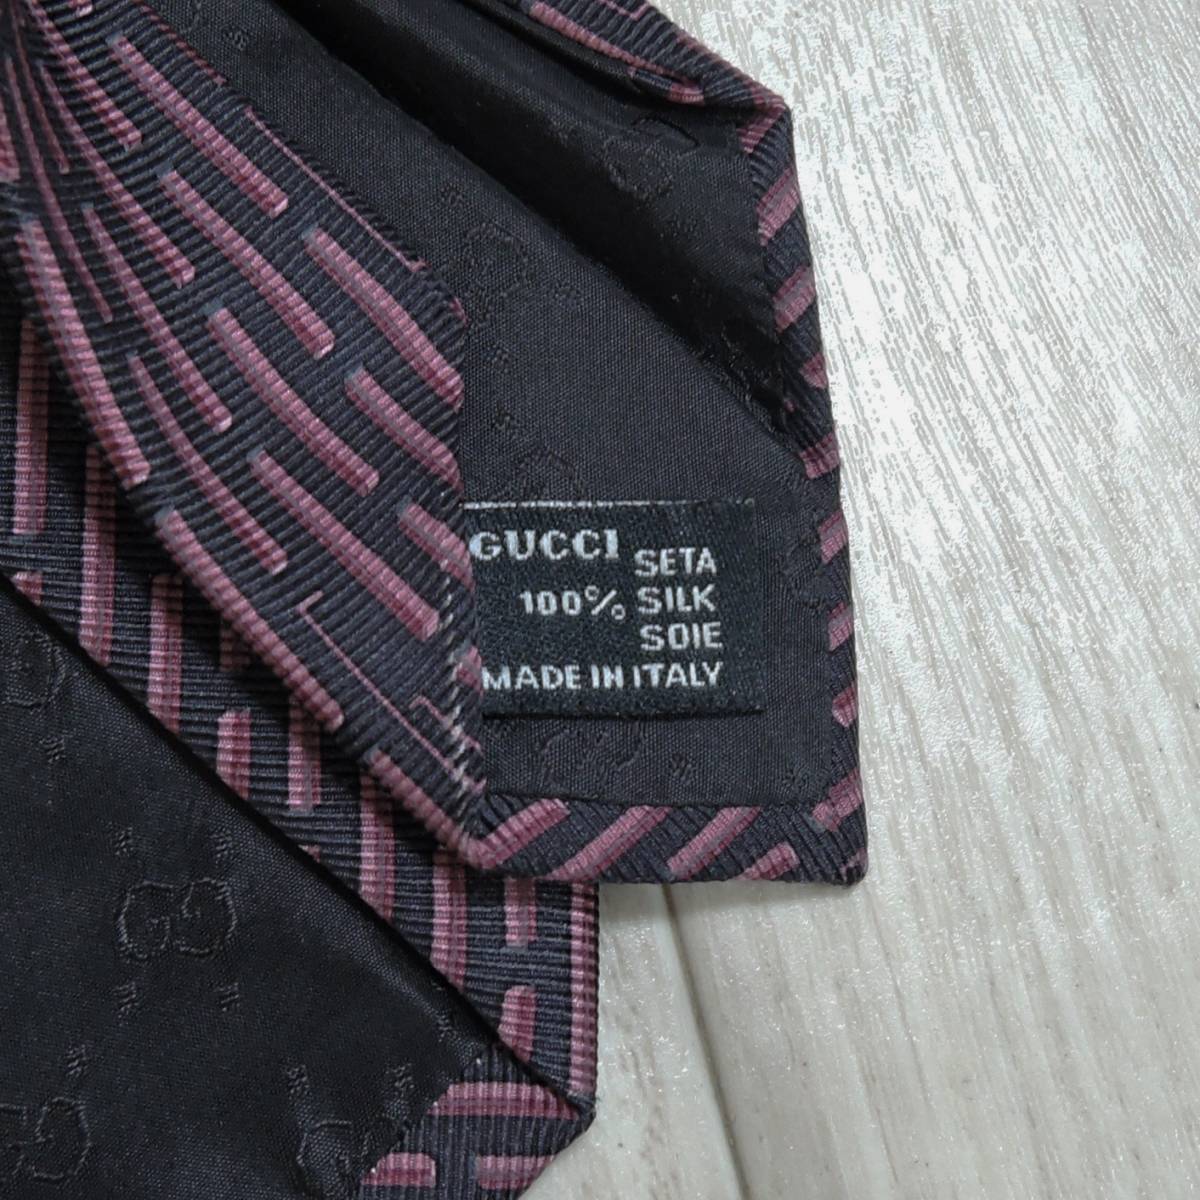 GUCCI
SETA
100% SILK
SOIE
MADE IN ITALY